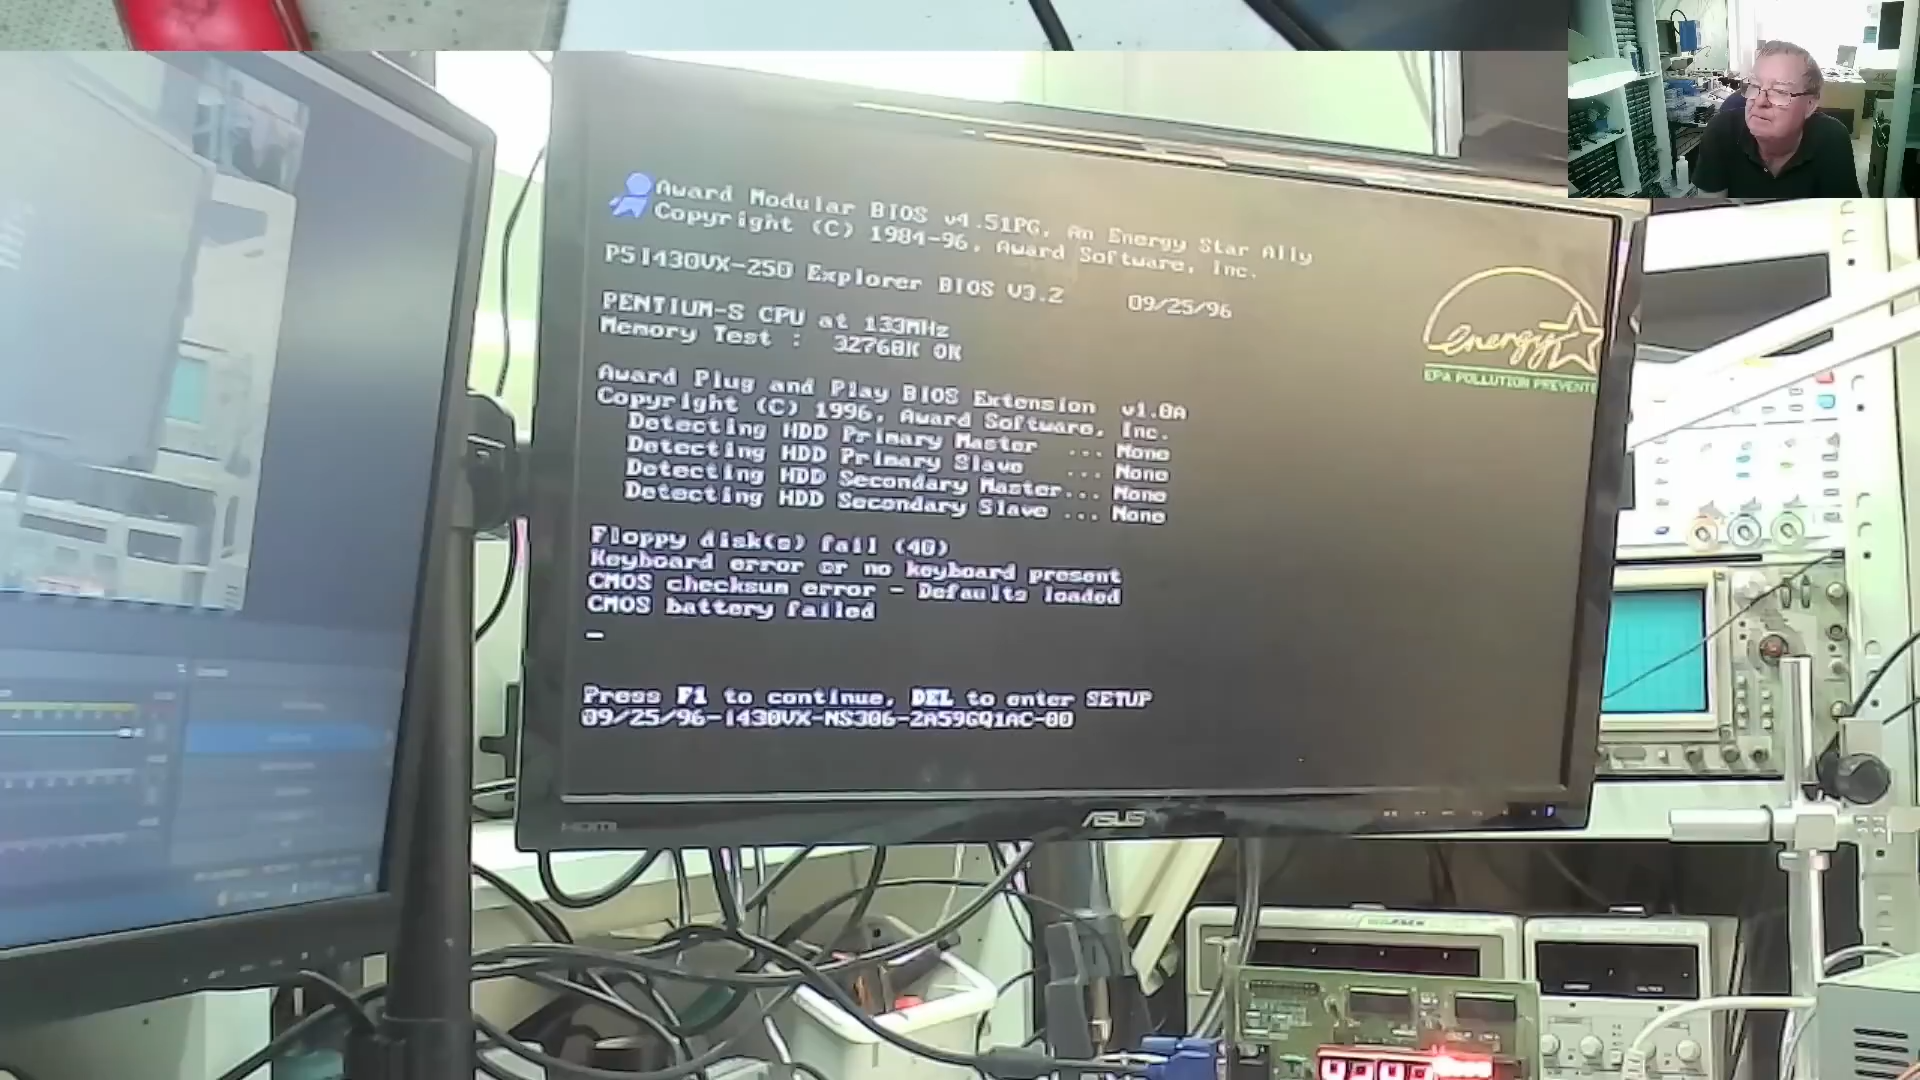 Award Modular BIOS v4.51PG, An Energy Star Ally
Copyright (C) 1984-96, Award Software, Inc.
P5I430VX-250 Explorer BIOS V3.2 09/25/96
PENTIUM-S CPU at 133MHz
Memory Test : 32768K OK
energy
EPA POLLUTION PREVENTE
Award Plug and Play BIOS Extension v1.0A
Copyright (C) 1996, Award Software, Inc.
Detecting HDD Primary Master ... None
Detecting HDD Primary Slave ... None
Detecting HDD Secondary Master... None
Detecting HDD Secondary Slave ... None
Floppy disk(s) fail (40)
Keyboard error or no keyboard present
CMOS checksum error - Defaults loaded
CMOS battery failed
Press F1 to continue, DEL to enter SETUP
09/25/96-i430VX-NS306-2A59GQ1AC-00
HDMI
ASUS